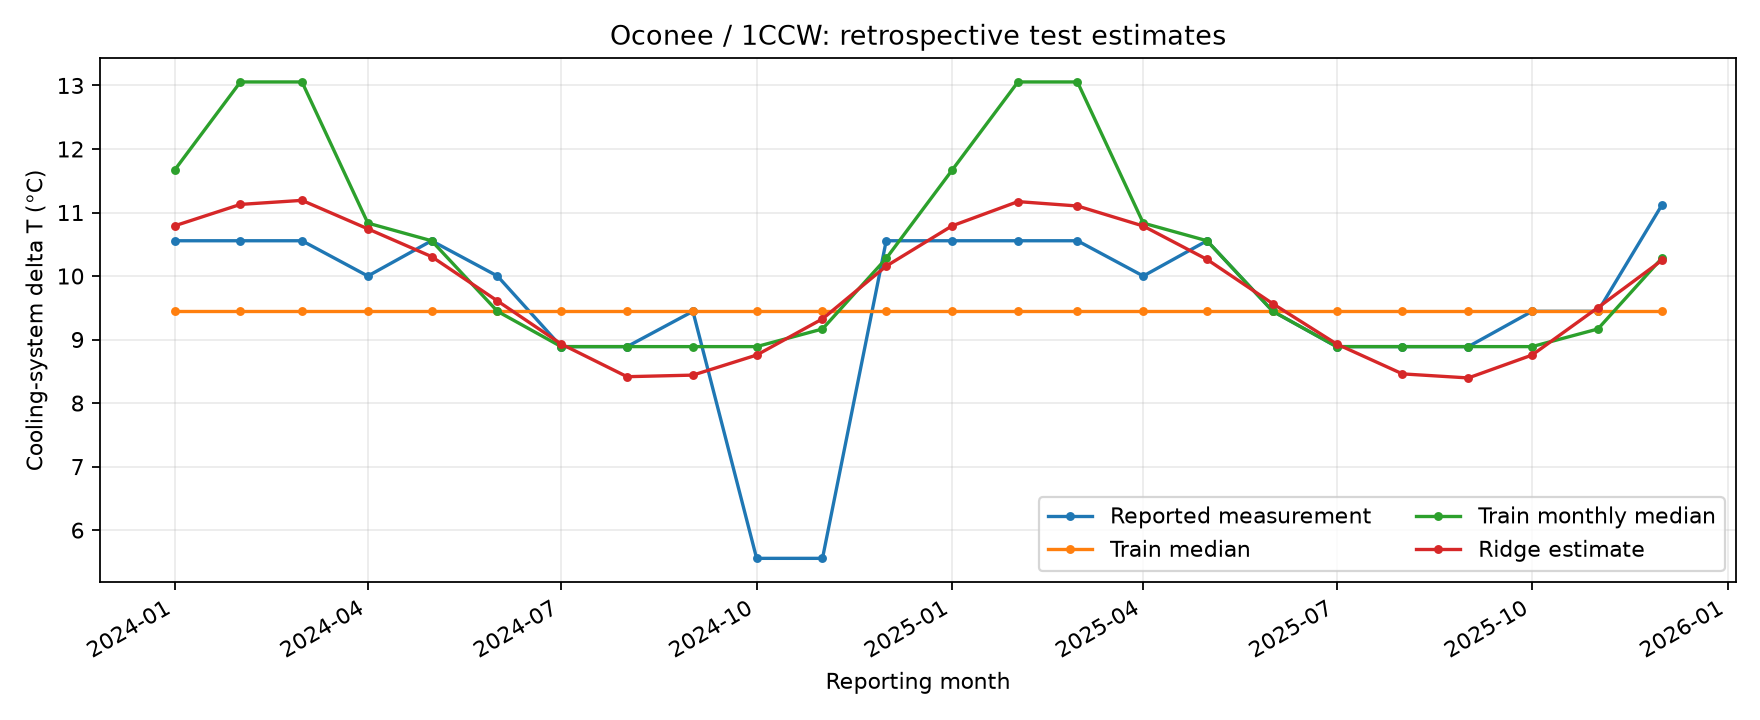 Oconee / 1CCW: retrospective test estimates
Cooling-system delta T (°C)
13
12
11
10
9
8
7
6
Reported measurement
Train median
Train monthly median
Ridge estimate
2024-01
2024-04
2024-07
2024-10
2025-01
2025-04
2025-07
2025-10
2026-01
Reporting month